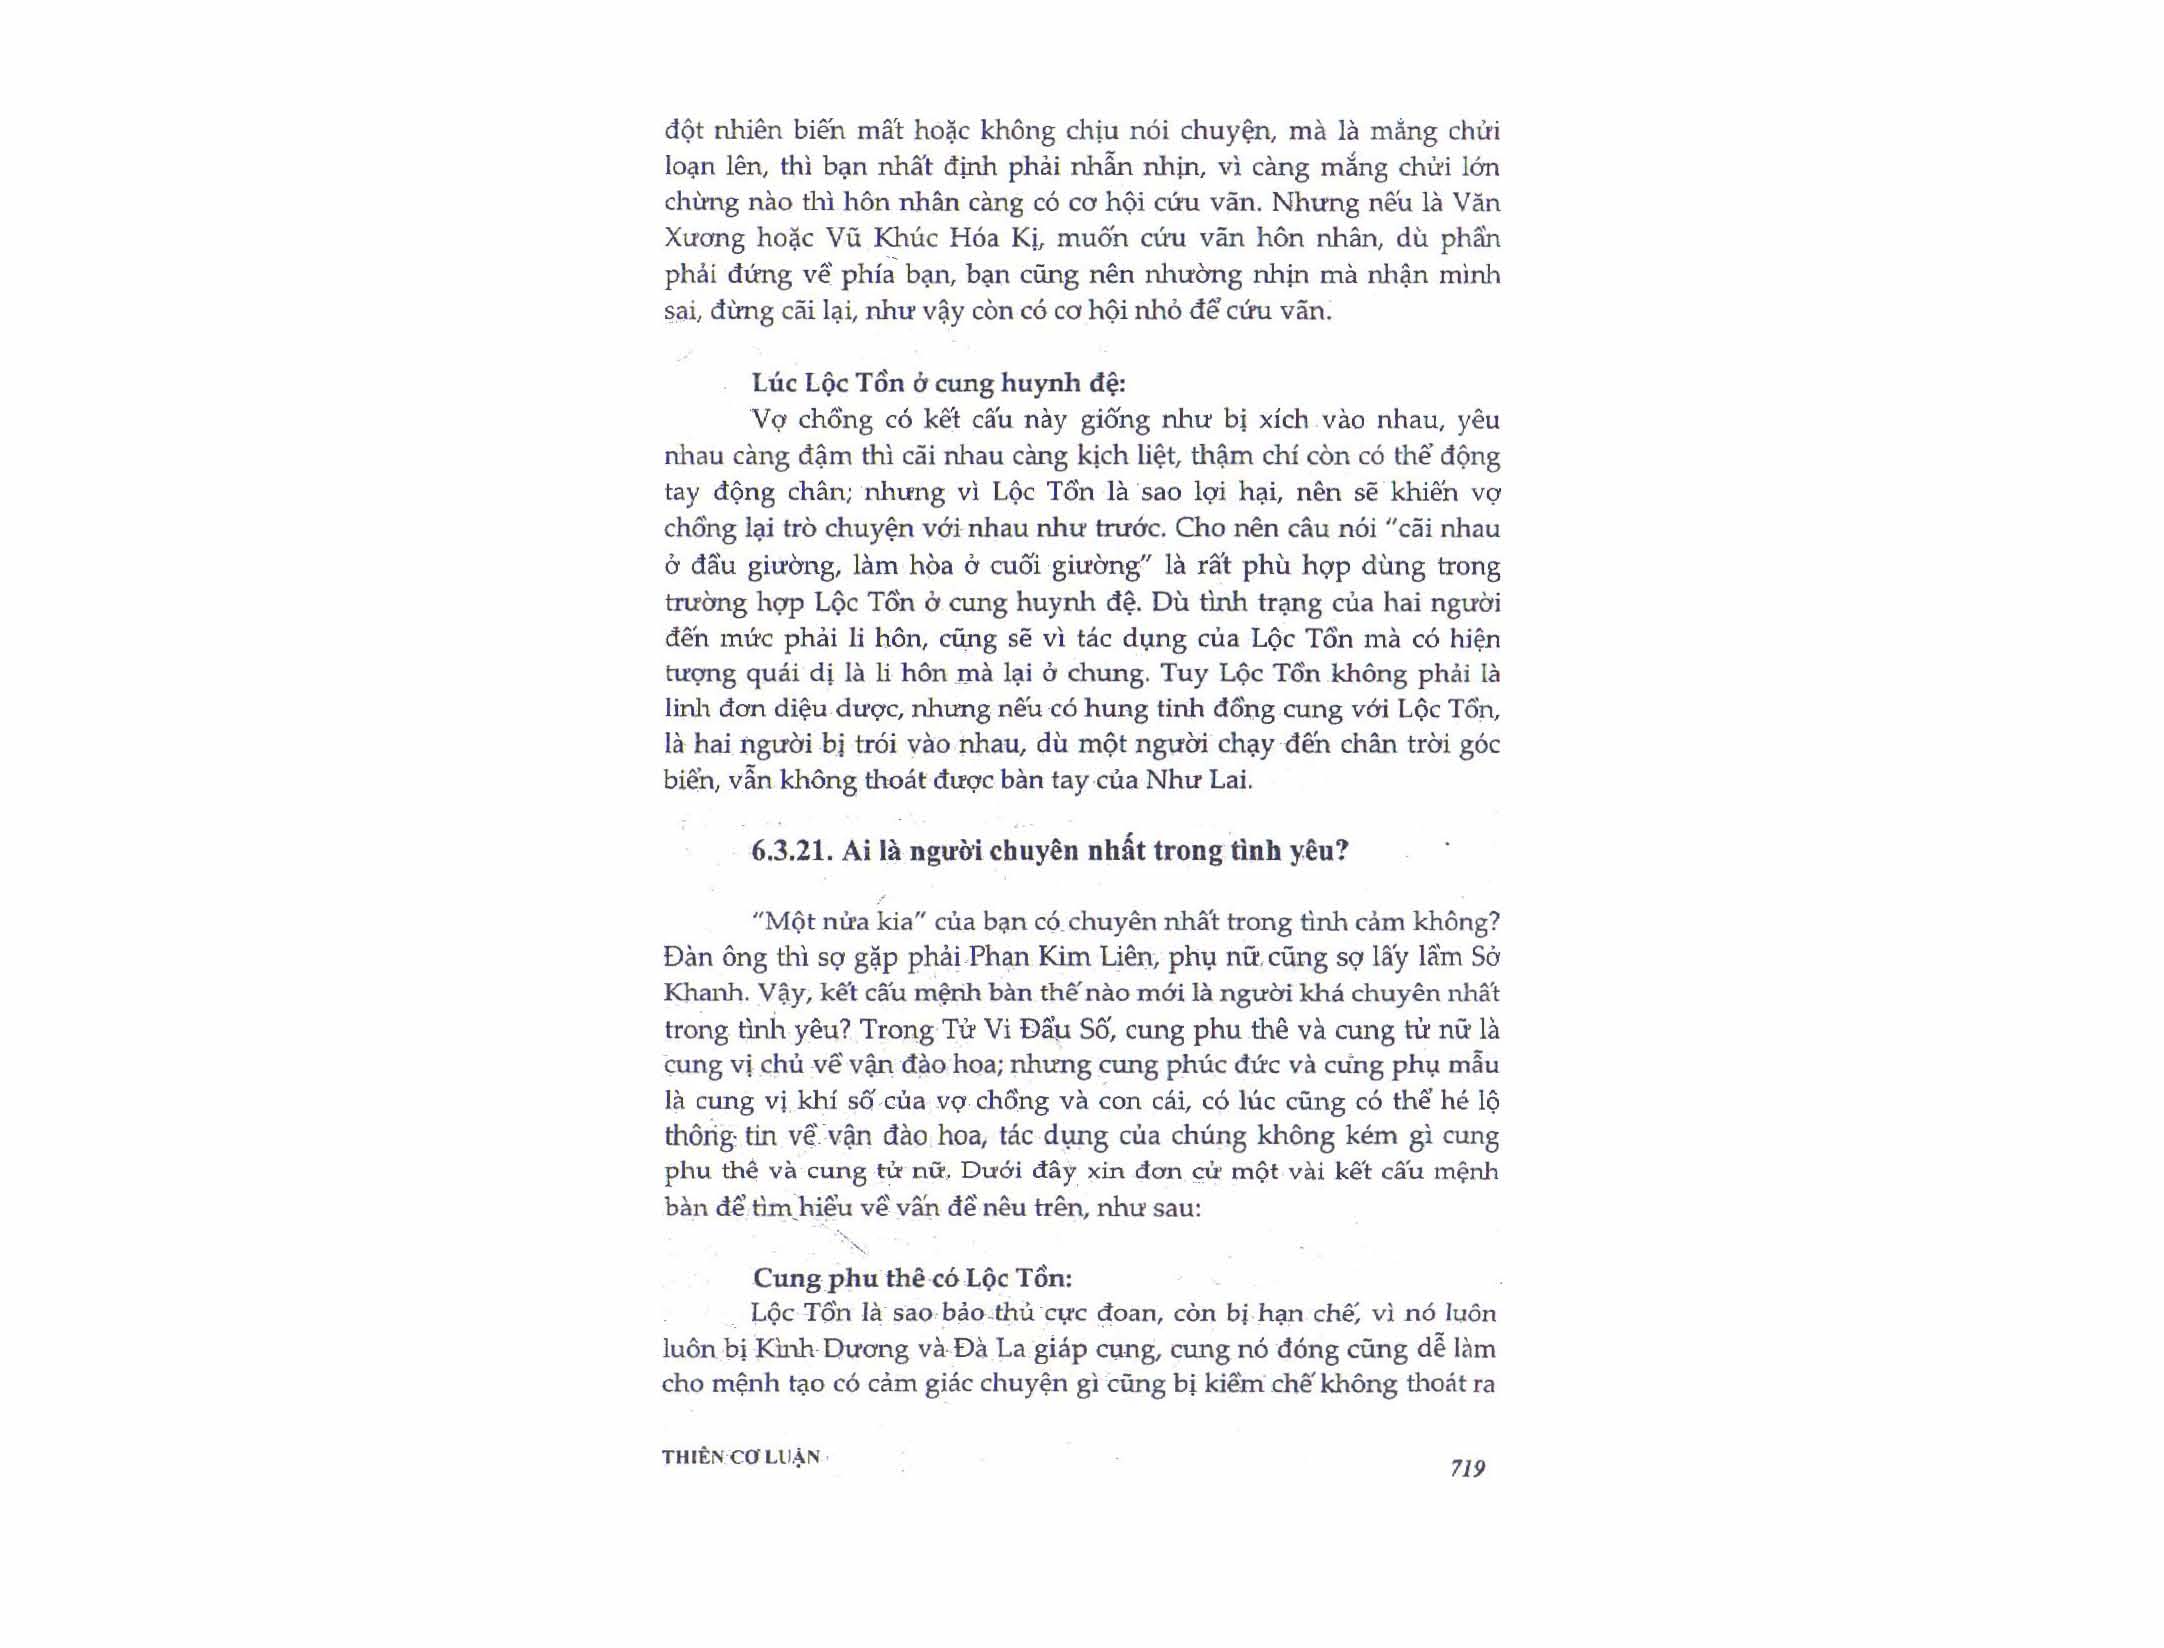 đột nhiên biến mất hoặc không chịu nói chuyện, mà là mắng chửi
loạn lên, thì bạn nhất định phải nhẫn nhịn, vì càng mắng chửi lớn
chừng nào thì hôn nhân càng có cơ hội cứu vãn. Nhưng nếu là Văn
Xương hoặc Vũ Khúc Hóa Kị, muốn cứu vãn hôn nhân, dù phần
phải đứng về phía bạn, bạn cũng nên nhường nhịn mà nhận mình
sai, đừng cãi lại, như vậy còn có cơ hội nhỏ để cứu vãn.
Lúc Lộc Tồn ở cung huynh đệ:
Vợ chồng có kết cấu này giống như bị xích vào nhau, yêu
nhau càng đậm thì cãi nhau càng kịch liệt, thậm chí còn có thể động
tay động chân; nhưng vì Lộc Tồn là sao lợi hại, nên sẽ khiến vợ
chồng lại trò chuyện với nhau như trước. Cho nên câu nói "cãi nhau
ở đầu giường, làm hòa ở cuối giường" là rất phù hợp dùng trong
trường hợp Lộc Tồn ở cung huynh đệ. Dù tình trạng của hai người
đến mức phải li hôn, cũng sẽ vì tác dụng của Lộc Tồn mà có hiện
tượng quái dị là li hôn mà lại ở chung. Tuy Lộc Tồn không phải là
linh đơn diệu dược, nhưng nếu có hung tinh đồng cung với Lộc Tồn,
là hai người bị trói vào nhau, dù một người chạy đến chân trời góc
biển, vẫn không thoát được bàn tay của Như Lai.
6.3.21. Ai là người chuyên nhất trong tình yêu?
"Một nửa kia" của bạn có chuyên nhất trong tình cảm không?
Đàn ông thì sợ gặp phải Phan Kim Liên, phụ nữ cũng sợ lấy lầm Sở
Khanh. Vậy, kết cấu mệnh bàn thế nào mới là người khá chuyên nhất
trong tình yêu? Trong Tử Vi Đẩu Số, cung phu thê và cung tử nữ là
cung vị chủ về vận đào hoa; nhưng cung phúc đức và cung phụ mẫu
là cung vị khí số của vợ chồng và con cái, có lúc cũng có thể hé lộ
thông tin về vận đào hoa, tác dụng của chúng không kém gì cung
phu thê và cung tử nữ. Dưới đây xin đơn cử một vài kết cấu mệnh
bàn để tìm hiểu về vấn đề nêu trên, như sau:
Cung phu thê có Lộc Tồn:
Lộc Tồn là sao bảo thủ cực đoan, còn bị hạn chế, vì nó luôn
luôn bị Kình Dương và Đà La giáp cung, cung nó đóng cũng dễ làm
cho mệnh tạo có cảm giác chuyện gì cũng bị kiềm chế không thoát ra
THIÊN CƠ LUẬN
719